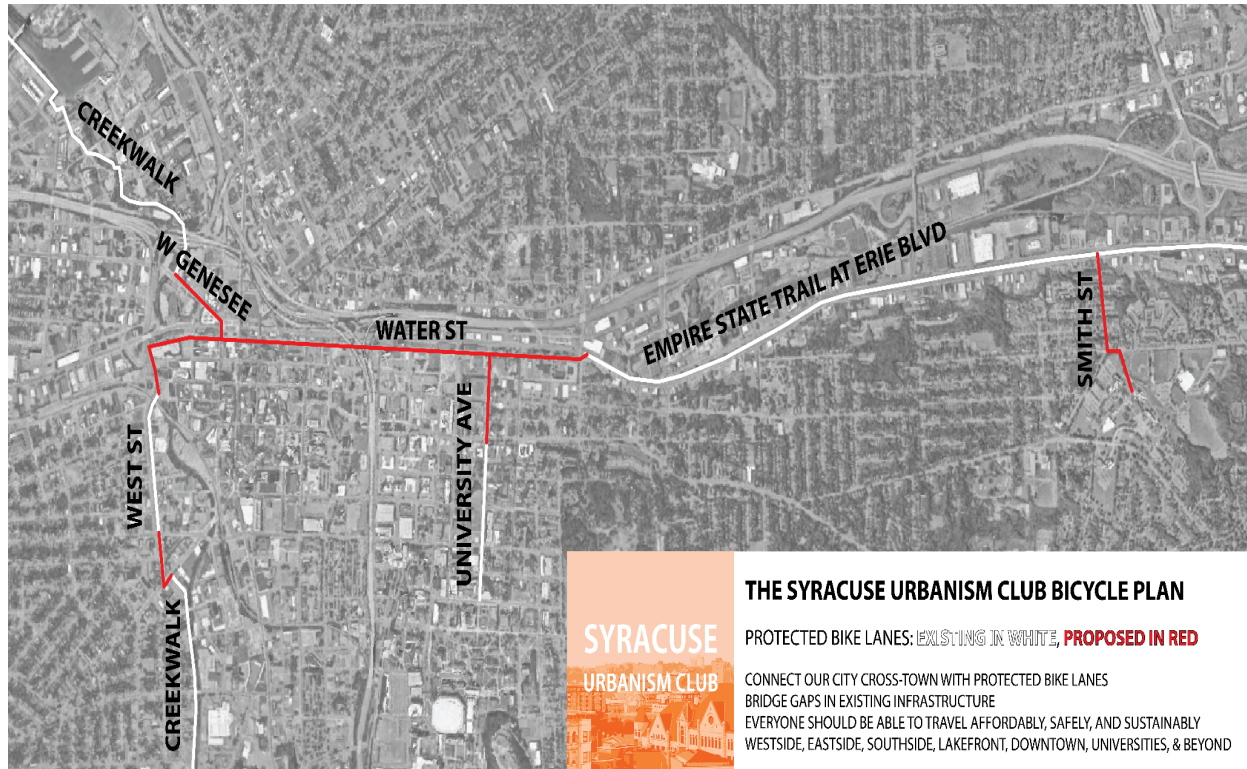 CREEKWALK
W GENESEE
WATER ST
EMPIRE STATE TRAIL AT ERIE BLVD
SMITH ST
UNIVERSITY AVE
WEST ST
CREEKWALK
SYRACUSE
URBANISM CLUB
THE SYRACUSE URBANISM CLUB BICYCLE PLAN
PROTECTED BIKE LANES: EXISTING IN WHITE, PROPOSED IN RED
CONNECT OUR CITY CROSS-TOWN WITH PROTECTED BIKE LANES
BRIDGE GAPS IN EXISTING INFRASTRUCTURE
EVERYONE SHOULD BE ABLE TO TRAVEL AFFORDABLY, SAFELY, AND SUSTAINABLY
WESTSIDE, EASTSIDE, SOUTHSIDE, LAKEFRONT, DOWNTOWN, UNIVERSITIES, & BEYOND